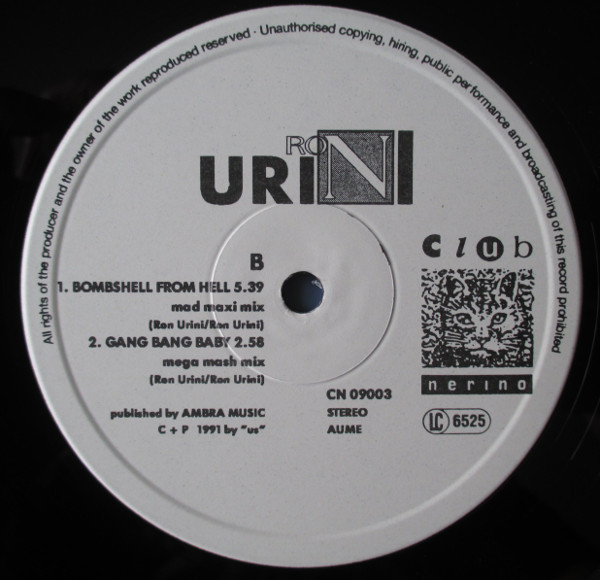 All rights of the producer and the owner of the work reproduced reserved · Unauthorised copying, hiring, public performance and broadcasting of this record prohibited
RON
URINI
Club
nerino
B
1. BOMBSHELL FROM HELL 5.39
mad maxi mix
(Ron Urini/Ron Urini)
2. GANG BANG BABY 2.58
mega mash mix
(Ron Urini/Ron Urini)
CN 09003
published by AMBRA MUSIC STEREO
C + P 1991 by "us" AUME
LC 6525